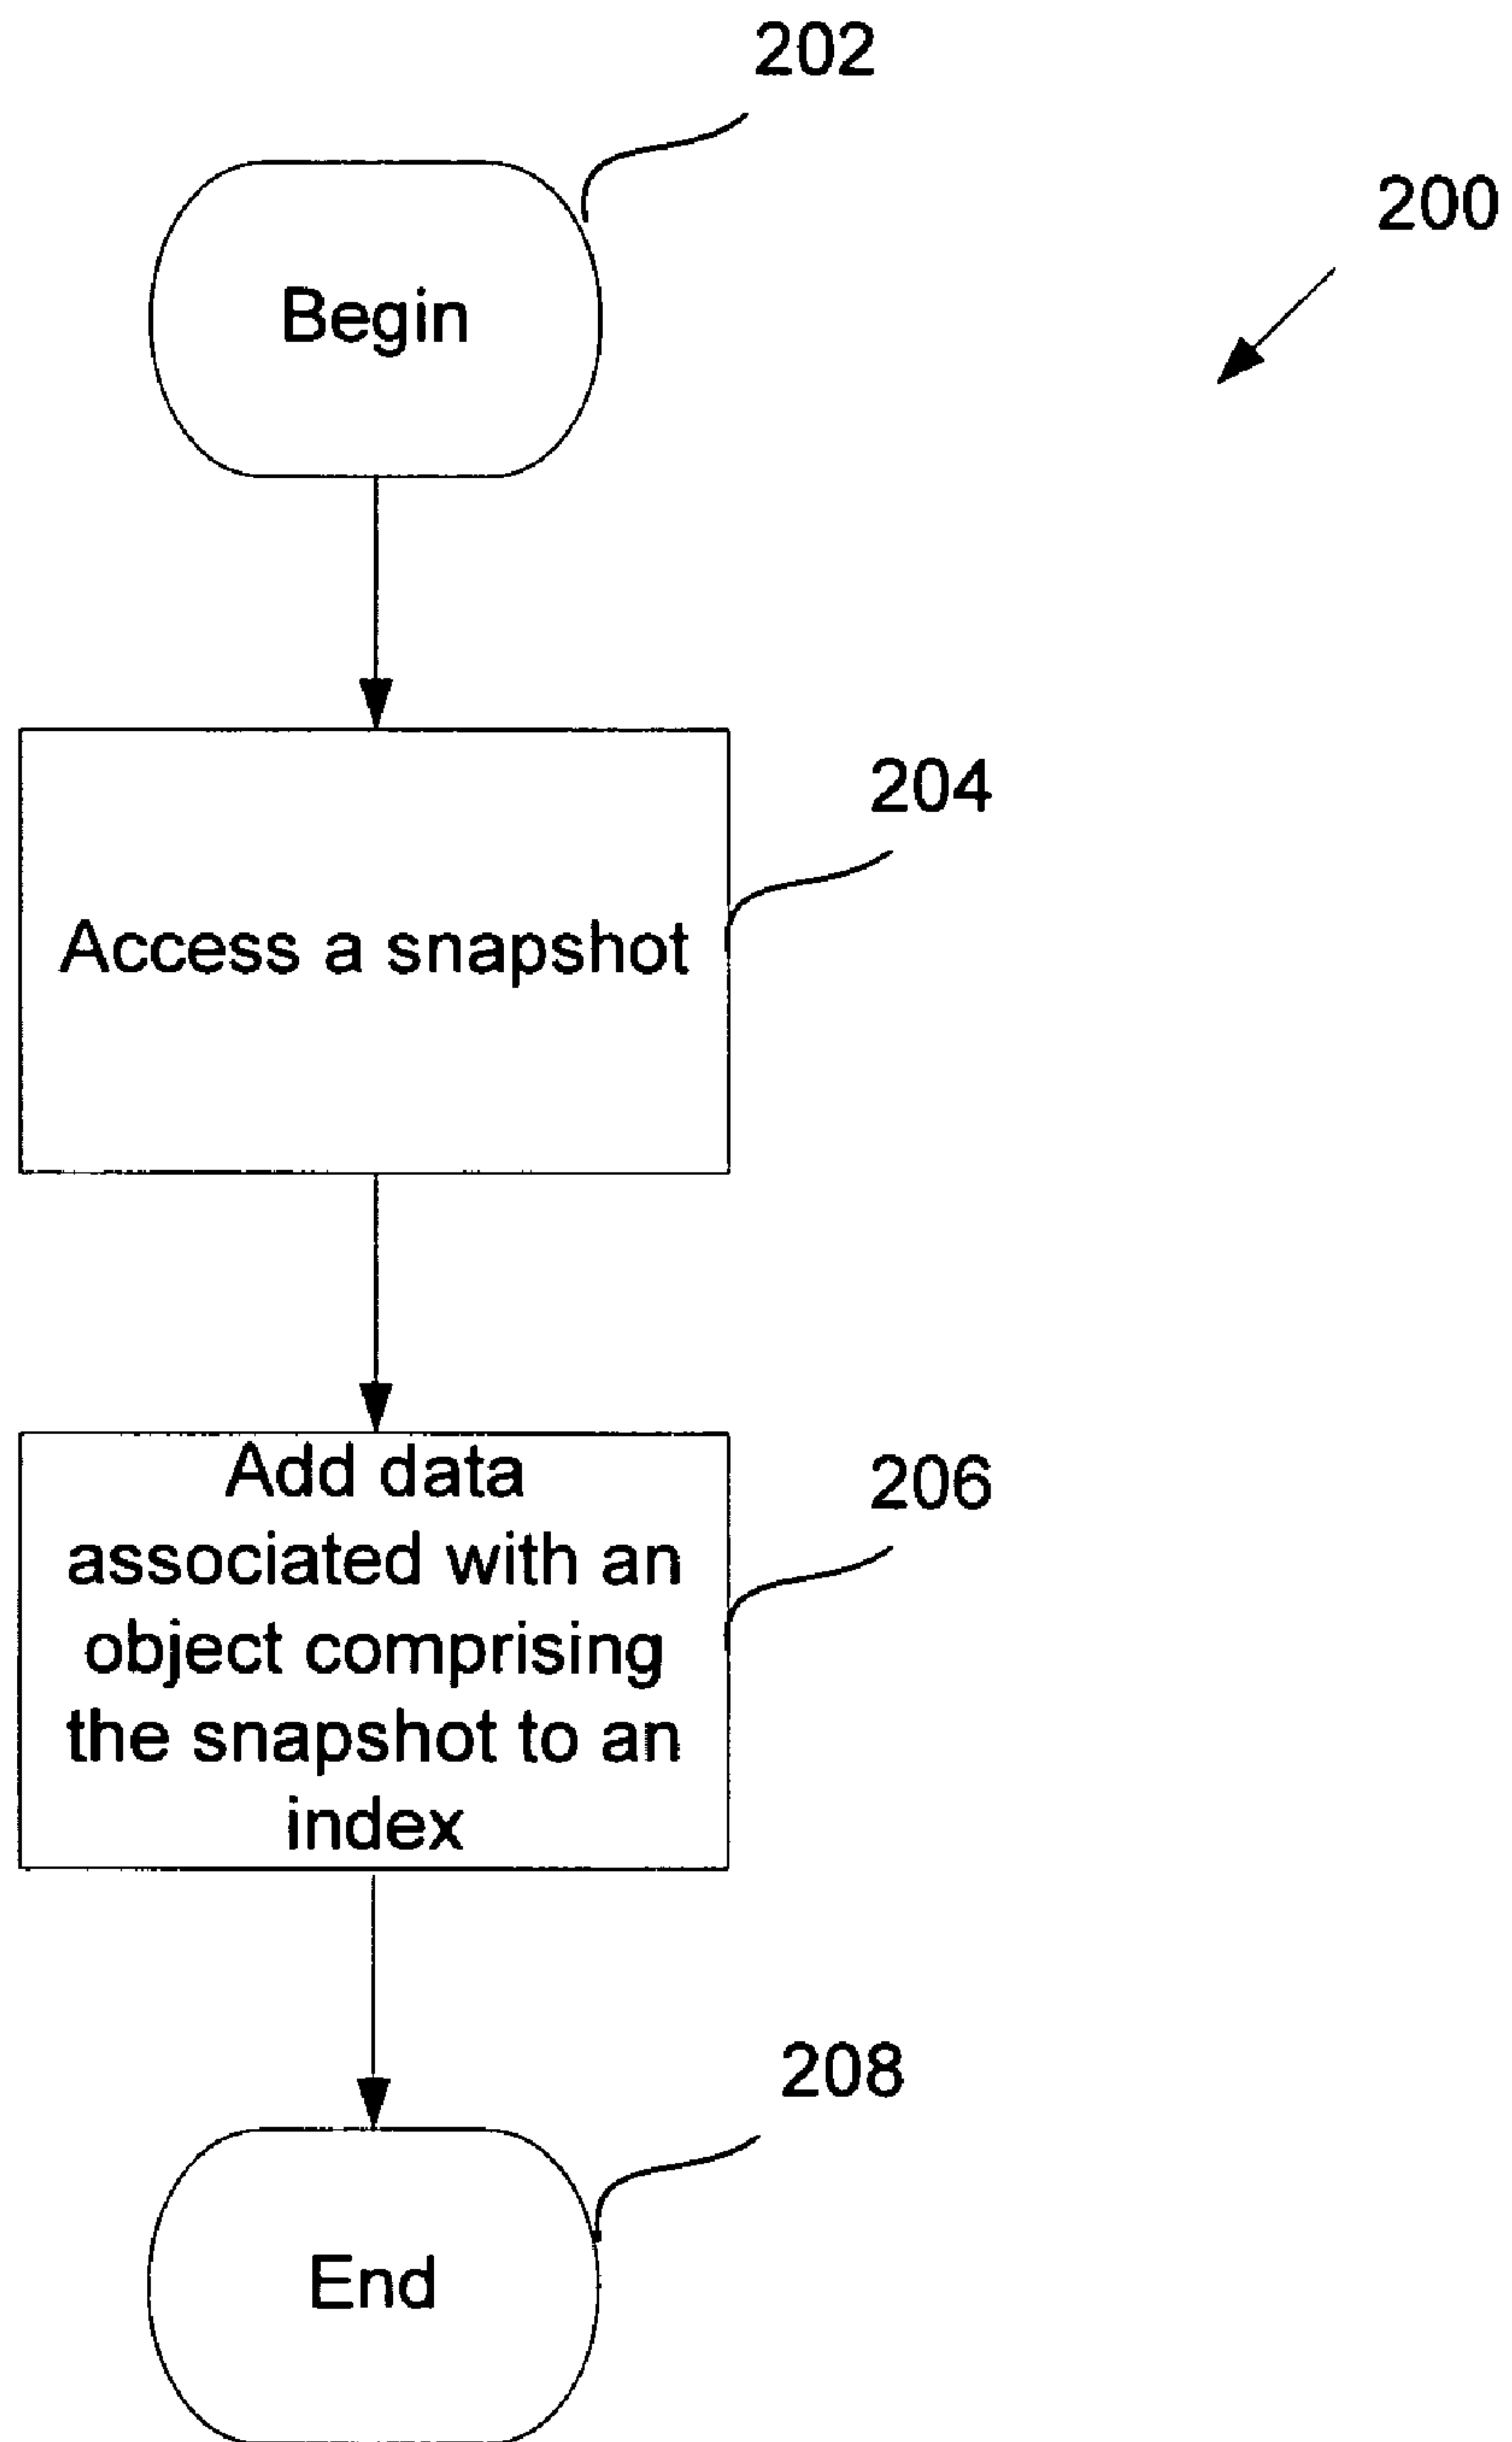 202
200
Begin
204
Access a snapshot
Add data
206
associated with an
object comprising
the snapshot to an
index
208
End